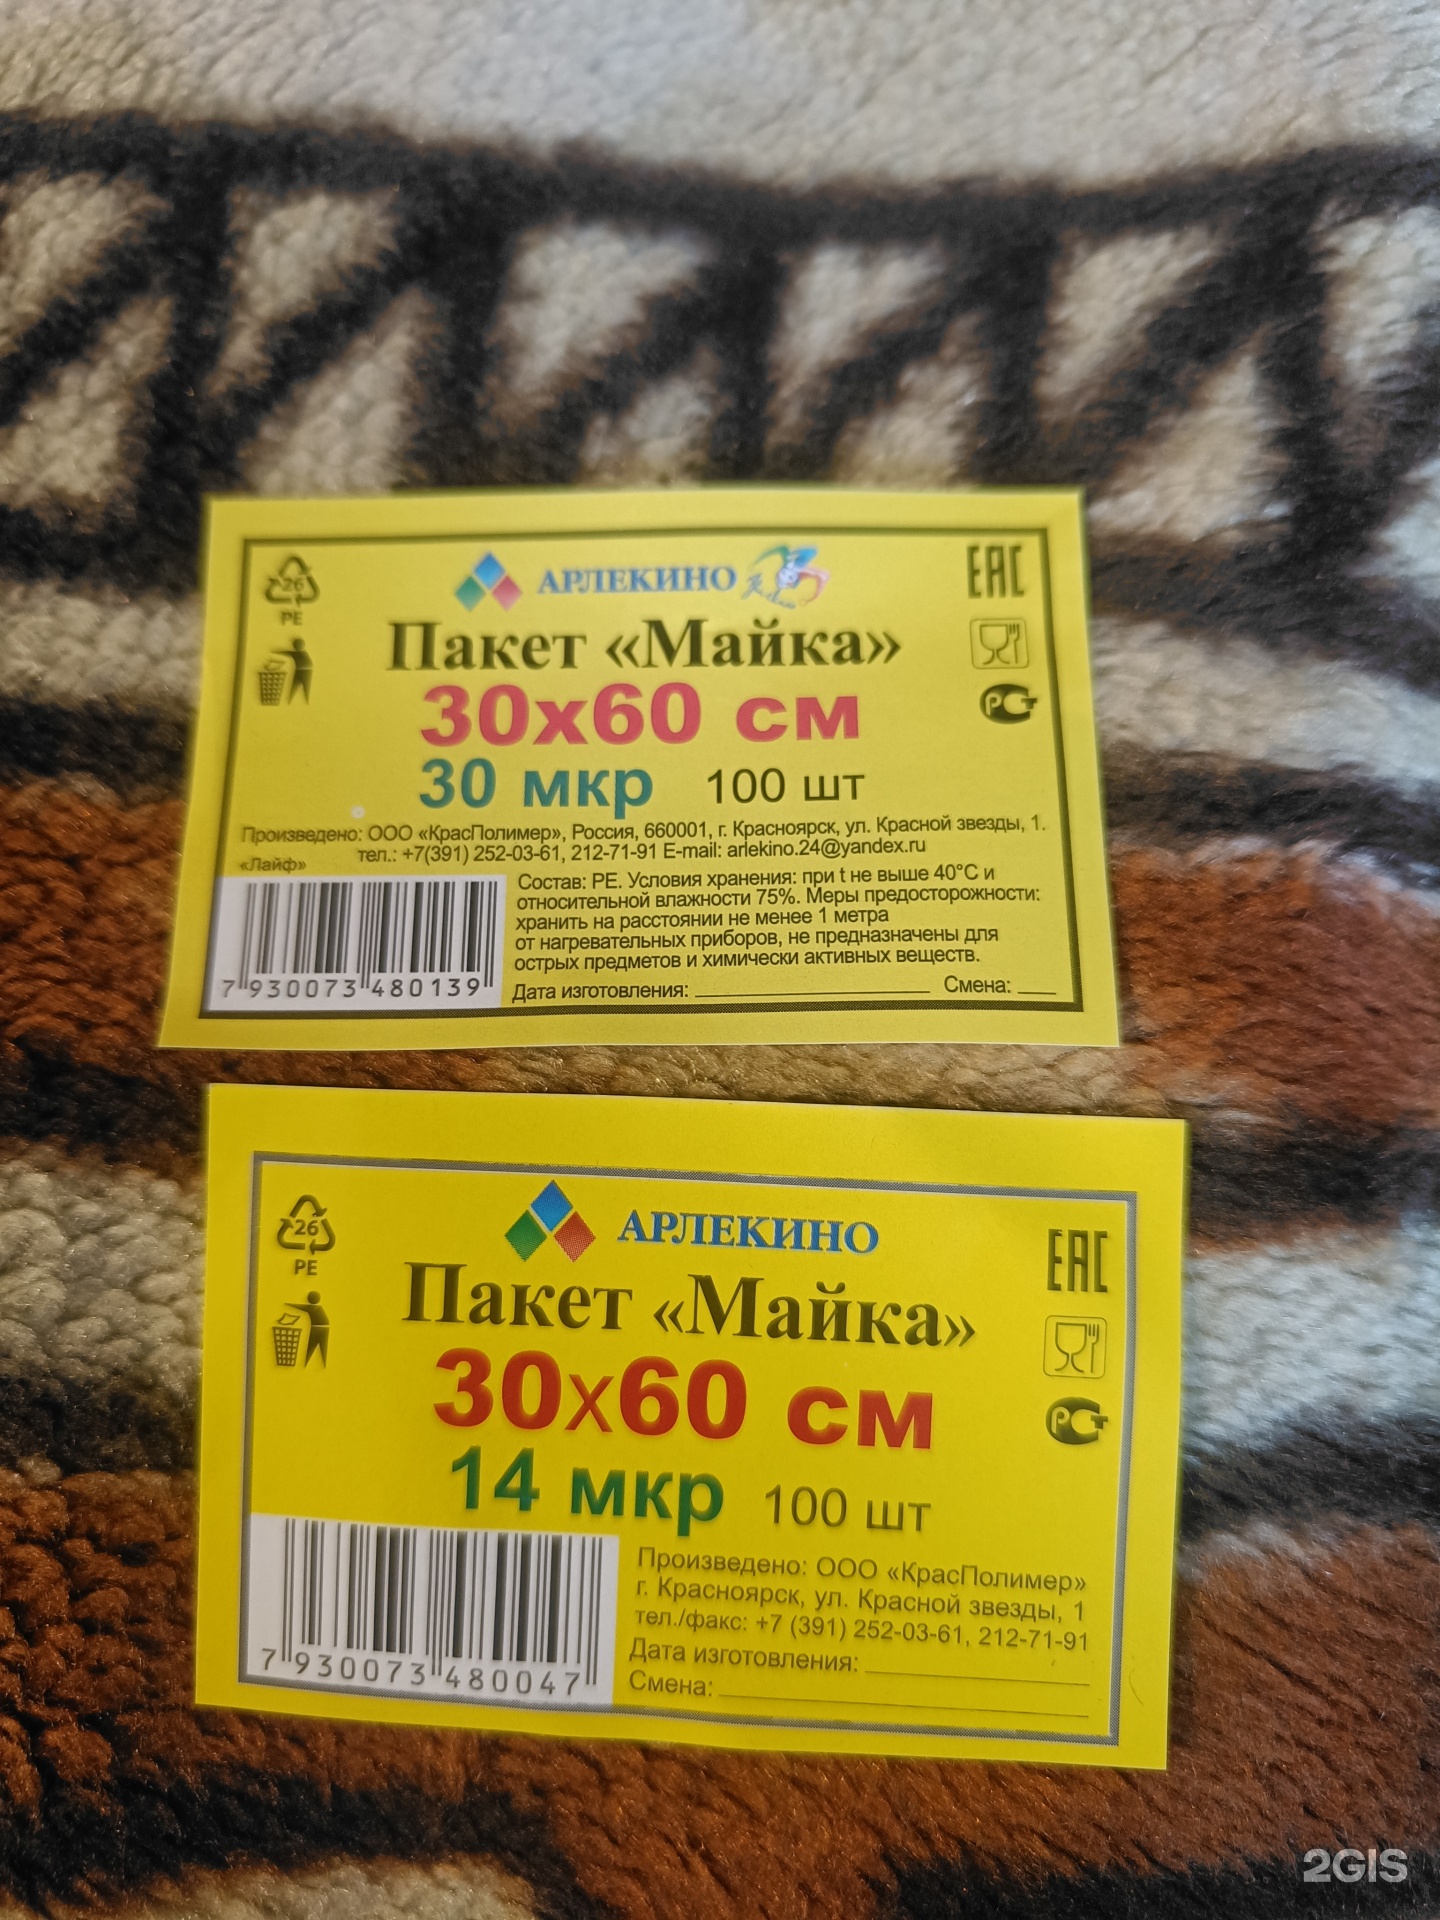 26
PE
АРЛЕКИНО
EAC
Пакет «Майка»
30х60 см
РСТ
30 мкр 100 шт
Произведено: ООО «КрасПолимер», Россия, 660001, г. Красноярск, ул. Красной звезды, 1.
«Лайф» тел.: +7(391) 252-03-61, 212-71-91 E-mail: arlekino.24@yandex.ru
Состав: PE. Условия хранения: при t не выше 40°C и
относительной влажности 75%. Меры предосторожности:
хранить на расстоянии не менее 1 метра
от нагревательных приборов, не предназначены для
острых предметов и химически активных веществ.
7 930073 480139
Дата изготовления: Смена:
26
PE
АРЛЕКИНО
EAC
Пакет «Майка»
30х60 см
РСТ
14 мкр 100 шт
Произведено: ООО «КрасПолимер»
г. Красноярск, ул. Красной звезды, 1
тел./факс: +7 (391) 252-03-61, 212-71-91
Дата изготовления:
Смена:
7 930073 480047
2GIS